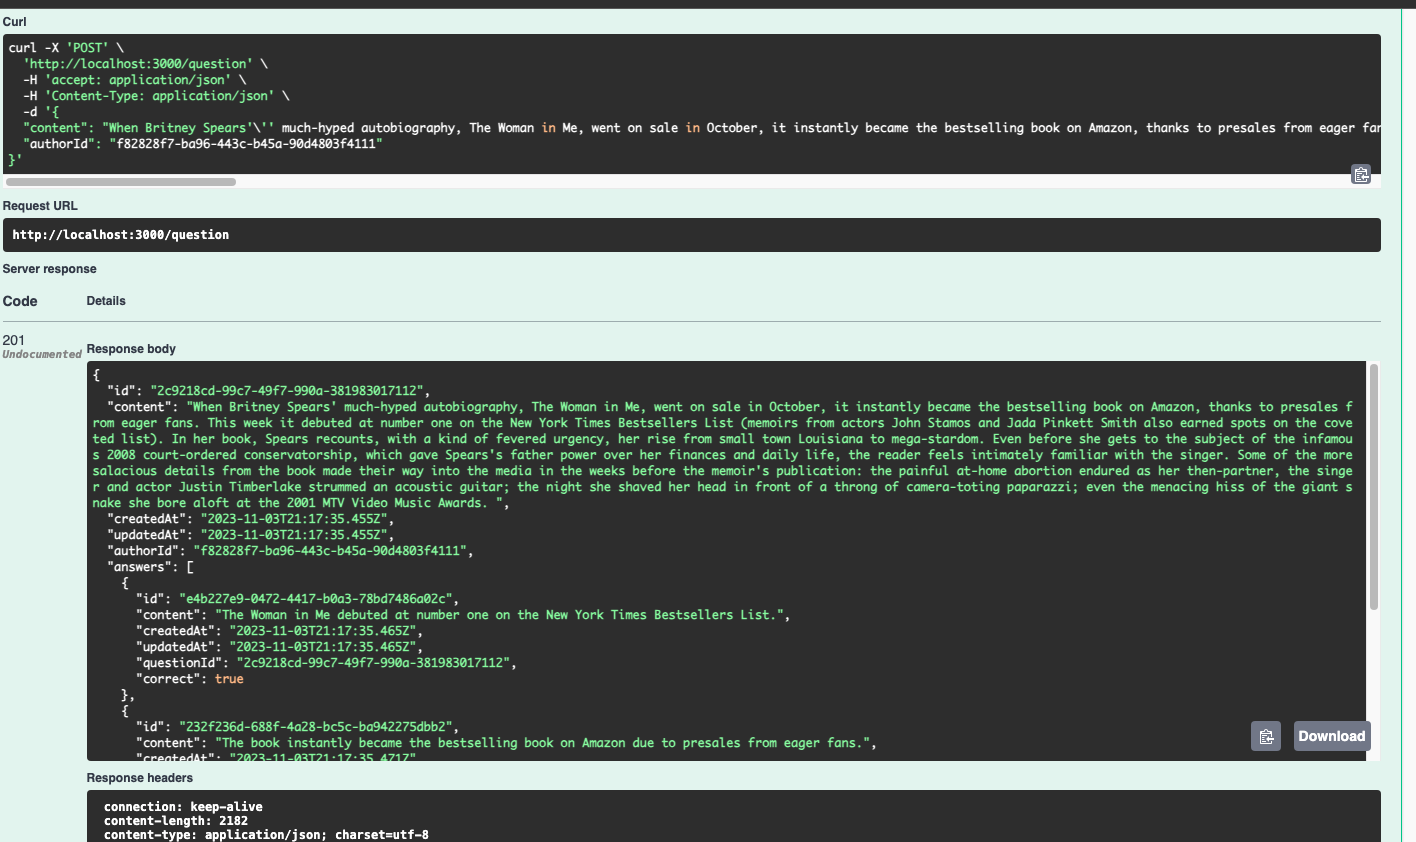 Curl
curl -X 'POST' \
'http://localhost:3000/question' \
-H 'accept: application/json' \
-H 'Content-Type: application/json' \
-d '{
"content": "When Britney Spears'\'' much-hyped autobiography, The Woman in Me, went on sale in October, it instantly became the bestselling book on Amazon, thanks to presales from eager fan
"authorId": "f82828f7-ba96-443c-b45a-90d4803f4111"
}'
Request URL
http://localhost:3000/question
Server response
Code Details
201
Undocumented
Response body
{
"id": "2c9218cd-99c7-49f7-990a-381983017112",
"content": "When Britney Spears' much-hyped autobiography, The Woman in Me, went on sale in October, it instantly became the bestselling book on Amazon, thanks to presales f
rom eager fans. This week it debuted at number one on the New York Times Bestsellers List (memoirs from actors John Stamos and Jada Pinkett Smith also earned spots on the cove
ted list). In her book, Spears recounts, with a kind of fevered urgency, her rise from small town Louisiana to mega-stardom. Even before she gets to the subject of the infamou
s 2008 court-ordered conservatorship, which gave Spears's father power over her finances and daily life, the reader feels intimately familiar with the singer. Some of the more
salacious details from the book made their way into the media in the weeks before the memoir's publication: the painful at-home abortion endured as her then-partner, the singe
r and actor Justin Timberlake strummed an acoustic guitar; the night she shaved her head in front of a throng of camera-toting paparazzi; even the menacing hiss of the giant s
nake she bore aloft at the 2001 MTV Video Music Awards. ",
"createdAt": "2023-11-03T21:17:35.455Z",
"updatedAt": "2023-11-03T21:17:35.455Z",
"authorId": "f82828f7-ba96-443c-b45a-90d4803f4111",
"answers": [
{
"id": "e4b227e9-0472-4417-b0a3-78bd7486a02c",
"content": "The Woman in Me debuted at number one on the New York Times Bestsellers List.",
"createdAt": "2023-11-03T21:17:35.465Z",
"updatedAt": "2023-11-03T21:17:35.465Z",
"questionId": "2c9218cd-99c7-49f7-990a-381983017112",
"correct": true
},
{
"id": "232f236d-688f-4a28-bc5c-ba942275dbb2",
"content": "The book instantly became the bestselling book on Amazon due to presales from eager fans.",
"createdAt": "2023-11-03T21:17:35.471Z"
Download
Response headers
connection: keep-alive
content-length: 2182
content-type: application/json; charset=utf-8